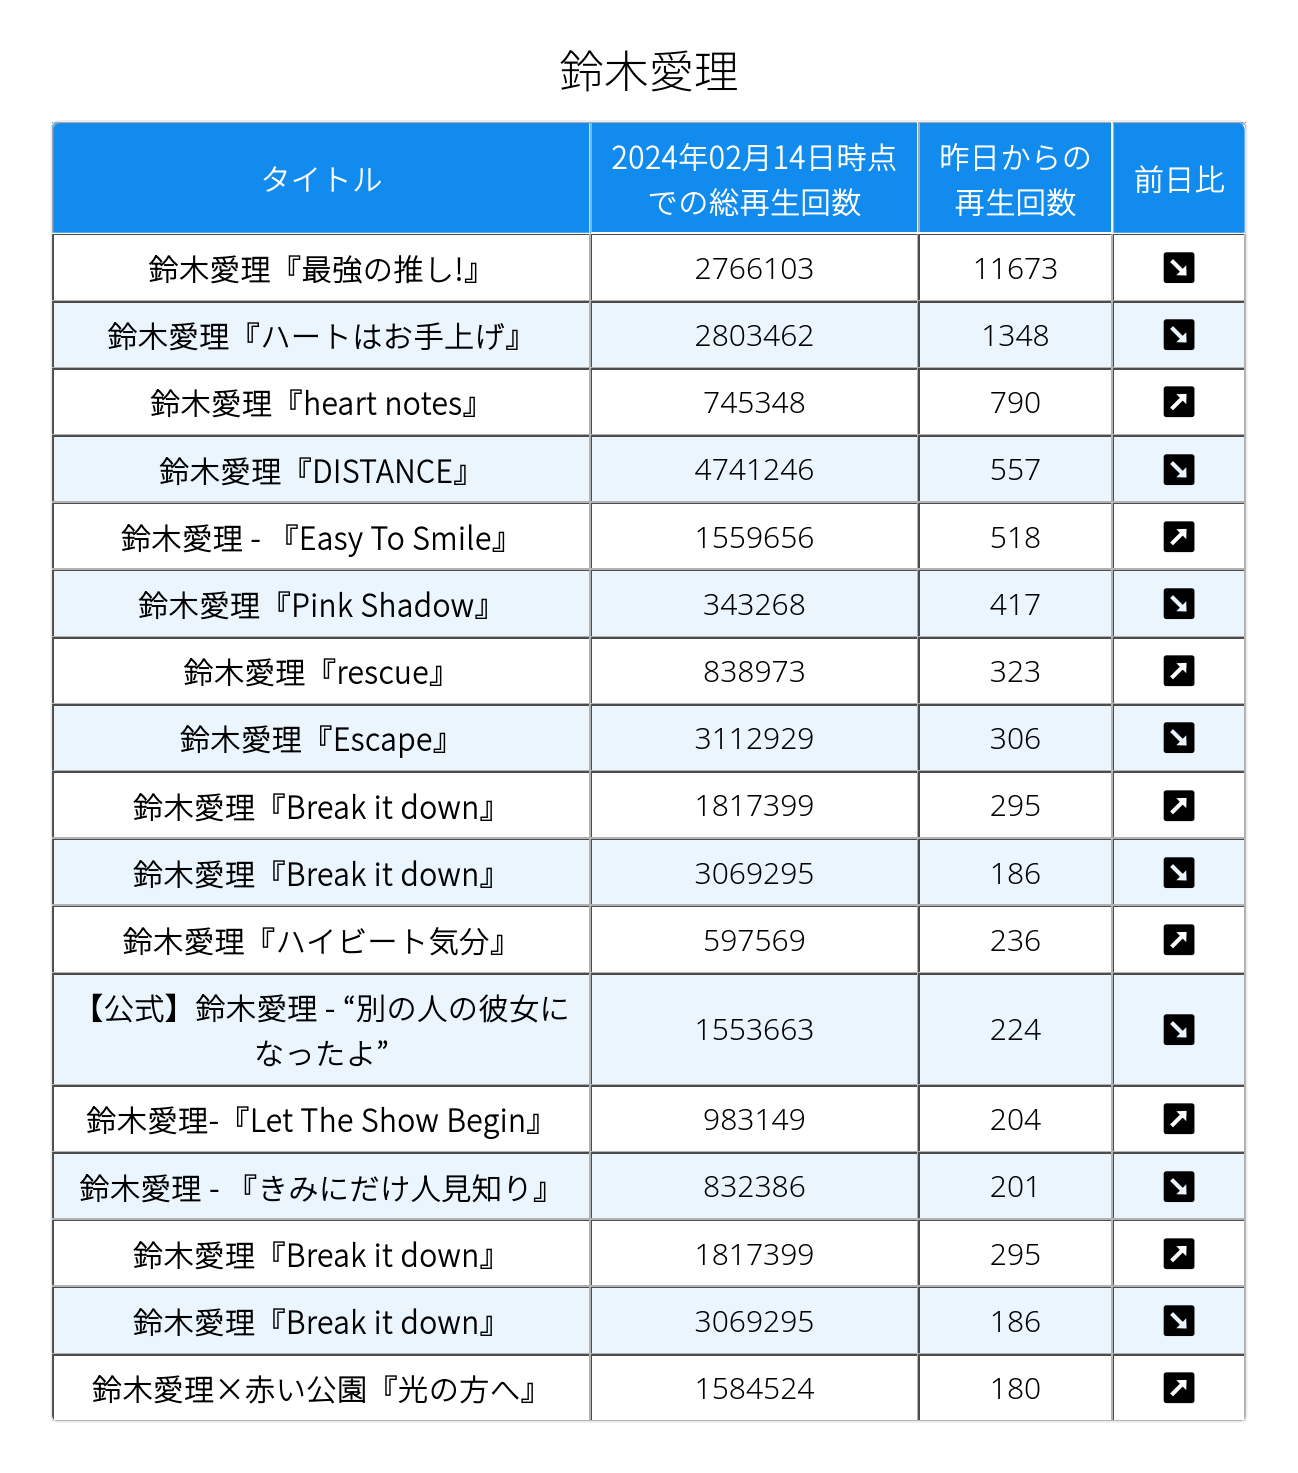 鈴木愛理
タイトル
2024年02月14日時点
での総再生回数
昨日からの
再生回数
前日比
鈴木愛理『最強の推し!』 2766103 11673 ↘
鈴木愛理『ハートはお手上げ』 2803462 1348 ↘
鈴木愛理『heart notes』 745348 790 ↗
鈴木愛理『DISTANCE』 4741246 557 ↘
鈴木愛理 - 『Easy To Smile』 1559656 518 ↗
鈴木愛理『Pink Shadow』 343268 417 ↘
鈴木愛理『rescue』 838973 323 ↗
鈴木愛理『Escape』 3112929 306 ↘
鈴木愛理『Break it down』 1817399 295 ↗
鈴木愛理『Break it down』 3069295 186 ↘
鈴木愛理『ハイビート気分』 597569 236 ↗
【公式】鈴木愛理 - “別の人の彼女に
なったよ” 1553663 224 ↘
鈴木愛理-『Let The Show Begin』 983149 204 ↗
鈴木愛理 - 『きみにだけ人見知り』 832386 201 ↘
鈴木愛理『Break it down』 1817399 295 ↗
鈴木愛理『Break it down』 3069295 186 ↘
鈴木愛理×赤い公園『光の方へ』 1584524 180 ↗